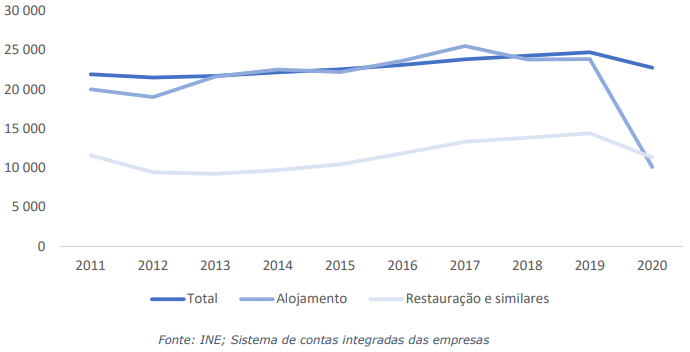 30 000
25 000
20 000
15 000
10 000
5 000
0
2011 2012 2013 2014 2015 2016 2017 2018 2019 2020
Total Alojamento Restauração e similares
Fonte: INE; Sistema de contas integradas das empresas